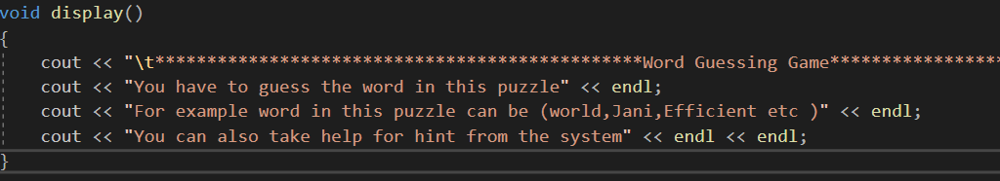 void display()
{
cout << "\t***********************************************Word Guessing Game*****************
cout << "You have to guess the word in this puzzle" << endl;
cout << "For example word in this puzzle can be (world,Jani,Efficient etc )" << endl;
cout << "You can also take help for hint from the system" << endl << endl;
}